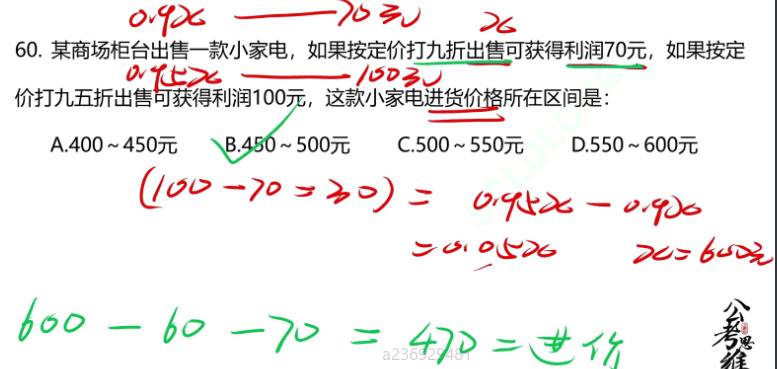 0.9x —— 70元
x
60. 某商场柜台出售一款小家电，如果按定价打九折出售可获得利润70元，如果按定
0.95x —— 100元
价打九五折出售可获得利润100元，这款小家电进货价格所在区间是：
A.400～450元 B.450～500元 C.500～550元 D.550～600元
(100-70=30) = 0.95x-0.9x
=0.05x x=600元
600-60-70=470=进价
公考思维
a236929481